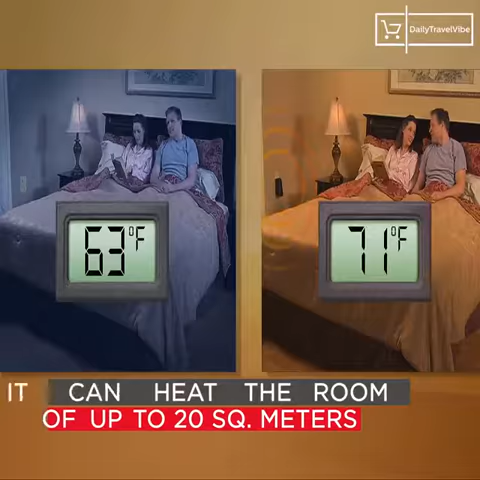 DailyTravelVibe
63°F
71°F
IT CAN HEAT THE ROOM
OF UP TO 20 SQ. METERS